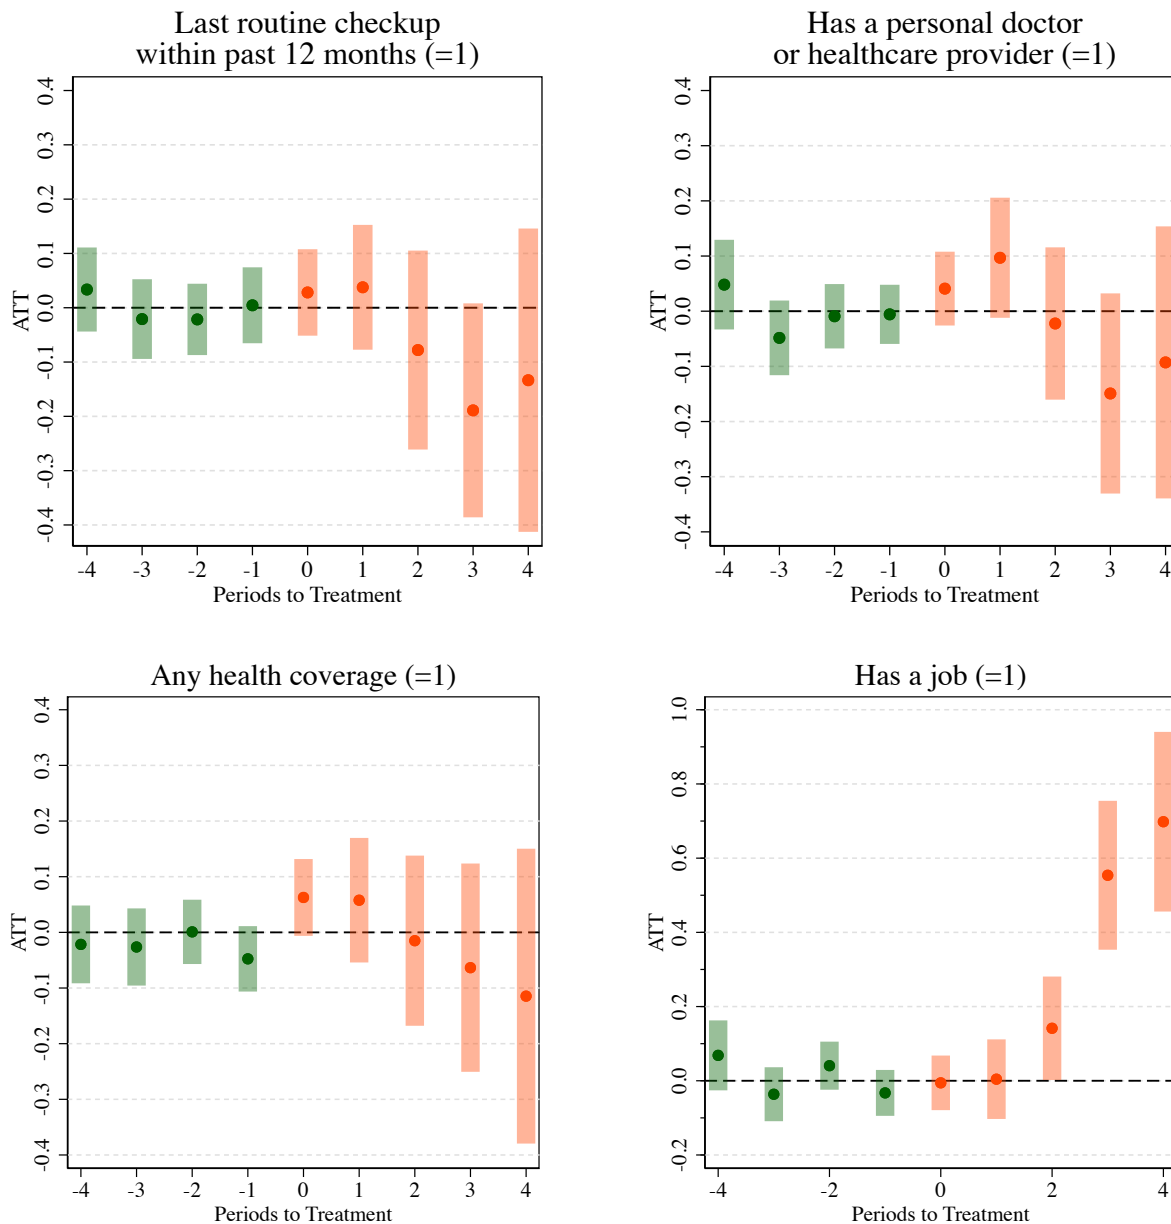 Last routine checkup
within past 12 months (=1)
ATT
0.4
0.3
0.2
0.1
0.0
-0.1
-0.2
-0.3
-0.4
-4 -3 -2 -1 0 1 2 3 4
Periods to Treatment
Has a personal doctor
or healthcare provider (=1)
ATT
0.4
0.3
0.2
0.1
0.0
-0.1
-0.2
-0.3
-0.4
-4 -3 -2 -1 0 1 2 3 4
Periods to Treatment
Any health coverage (=1)
ATT
0.4
0.3
0.2
0.1
0.0
-0.1
-0.2
-0.3
-0.4
-4 -3 -2 -1 0 1 2 3 4
Periods to Treatment
Has a job (=1)
ATT
1.0
0.8
0.6
0.4
0.2
0.0
-0.2
-4 -2 0 2 4
Periods to Treatment